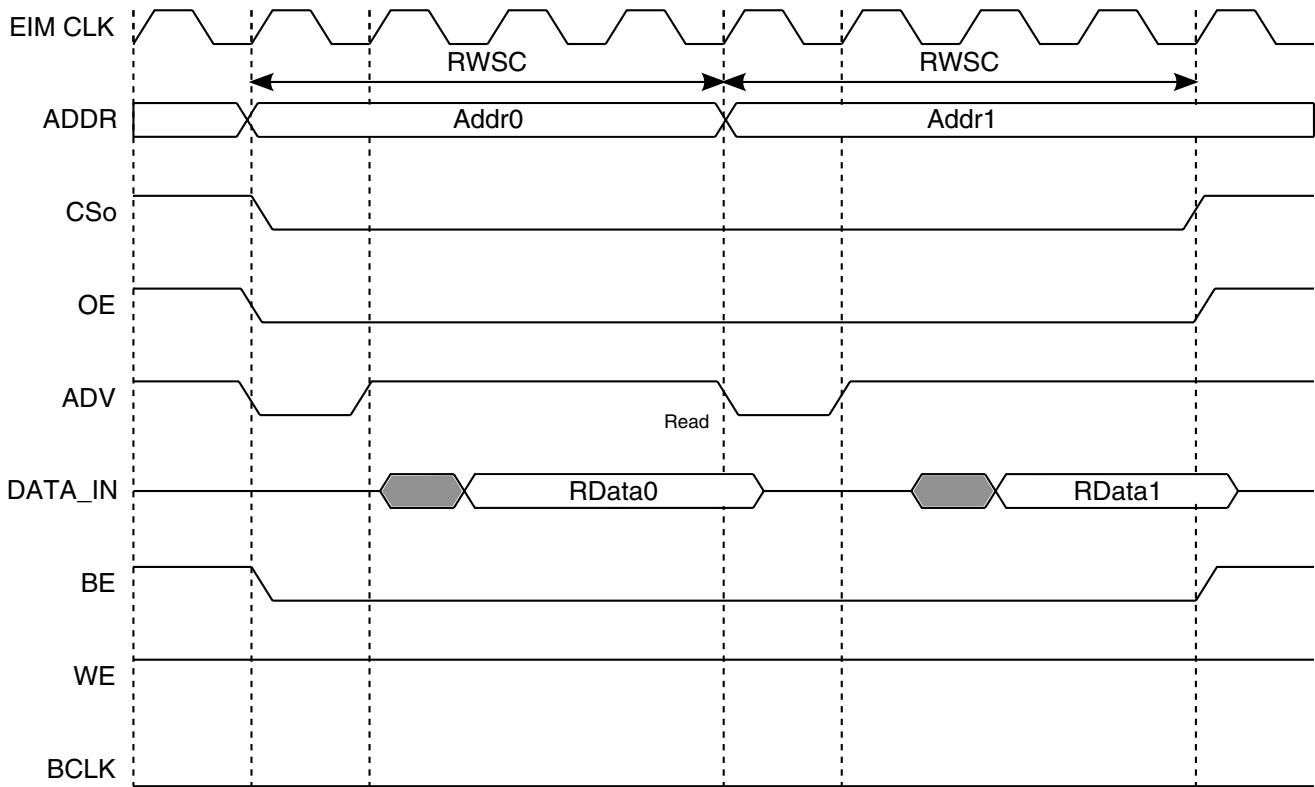 EIM CLK
RWSC RWSC
ADDR Addr0 Addr1
CSo
OE
ADV
Read
DATA_IN RData0 RData1
BE
WE
BCLK